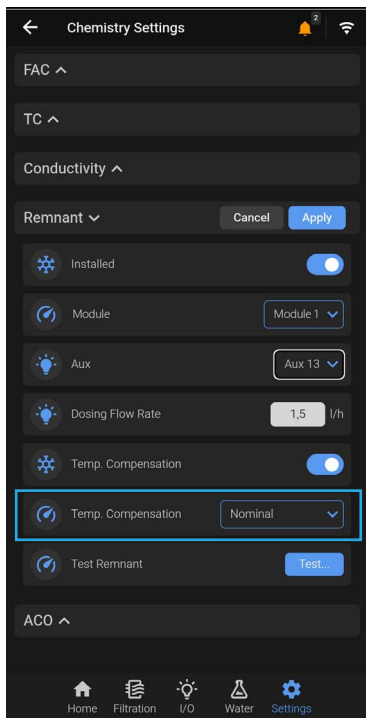 Chemistry Settings
2
FAC
TC
Conductivity
Remnant Cancel Apply
Installed
Module Module 1
Aux Aux 13
Dosing Flow Rate 1,5 l/h
Temp. Compensation
Temp. Compensation Nominal
Test Remnant Test...
ACO
Home Filtration I/O Water Settings